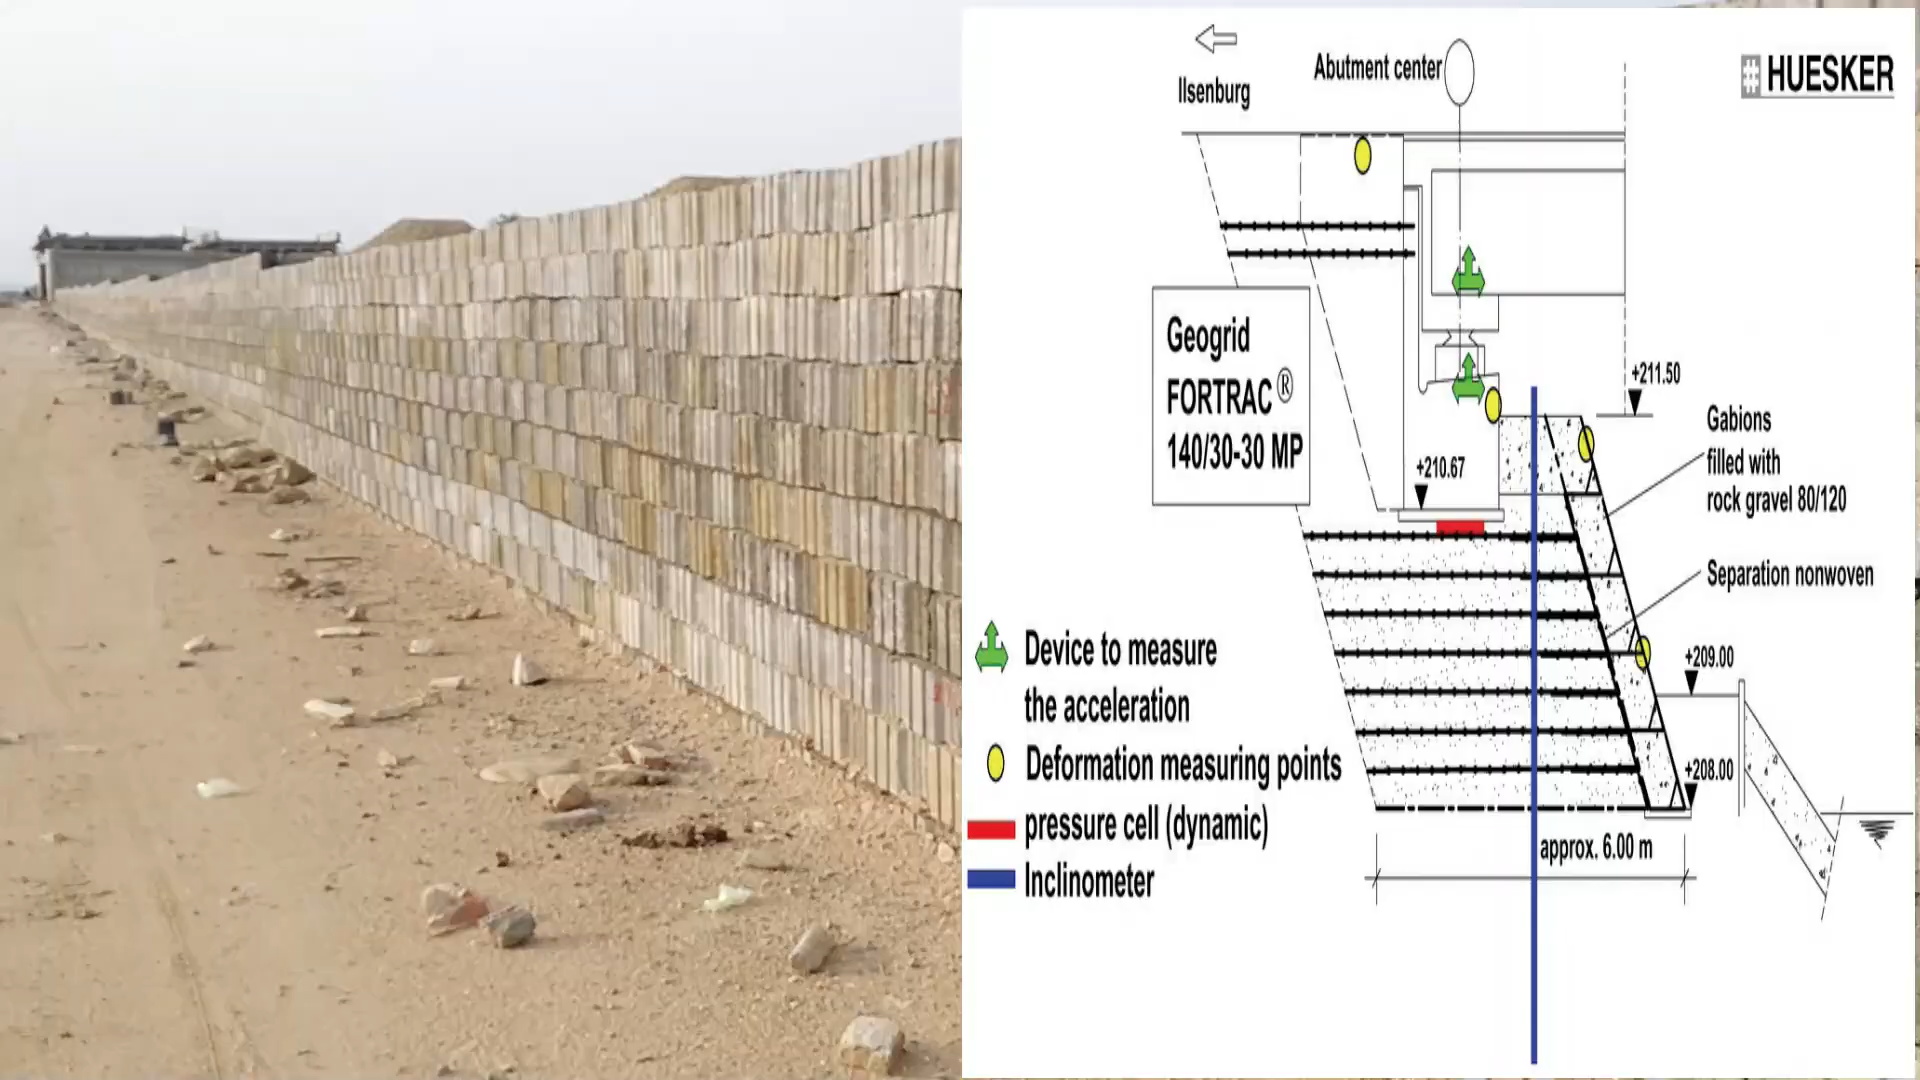 Ilsenburg
Abutment center
# HUESKER
Geogrid
FORTRAC ®
140/30-30 MP
+211.50
+210.67
Gabions
filled with
rock gravel 80/120
Separation nonwoven
+209.00
+208.00
approx. 6.00 m
Device to measure
the acceleration
Deformation measuring points
pressure cell (dynamic)
Inclinometer